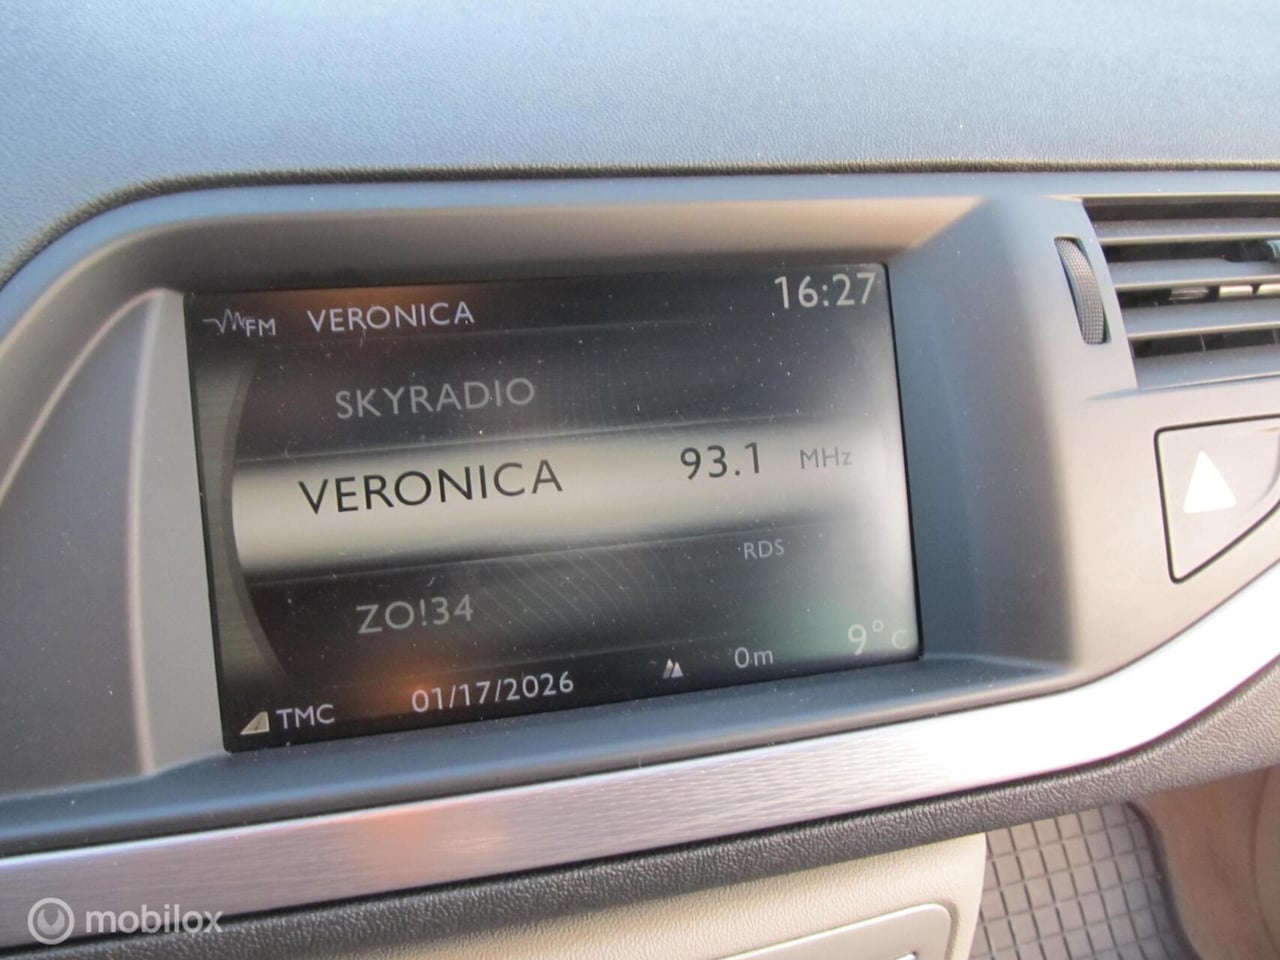 FM VERONICA 16:27
SKYRADIO
VERONICA 93.1 MHz
RDS
ZO!34
TMC 01/17/2026 0m 9°C
mobilox